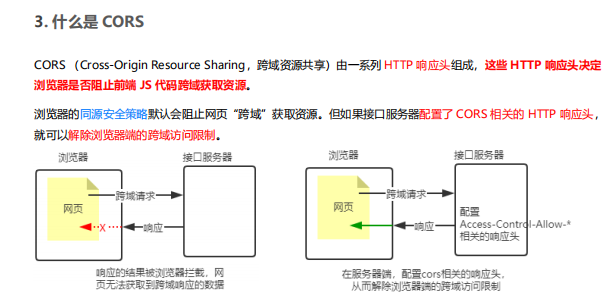 3. 什么是 CORS
CORS （Cross-Origin Resource Sharing，跨域资源共享）由一系列 HTTP 响应头组成，这些 HTTP 响应头决定
浏览器是否阻止前端 JS 代码跨域获取资源。
浏览器的同源安全策略默认会阻止网页“跨域”获取资源。但如果接口服务器配置了 CORS 相关的 HTTP 响应头，
就可以解除浏览器端的跨域访问限制。
浏览器
接口服务器
网页
跨域请求
X
响应
响应的结果被浏览器拦截，网
页无法获取到跨域响应的数据
浏览器
接口服务器
网页
跨域请求
响应
配置
Access-Control-Allow-*
相关的响应头
在服务器端，配置cors相关的响应头，
从而解除浏览器端的跨域访问限制